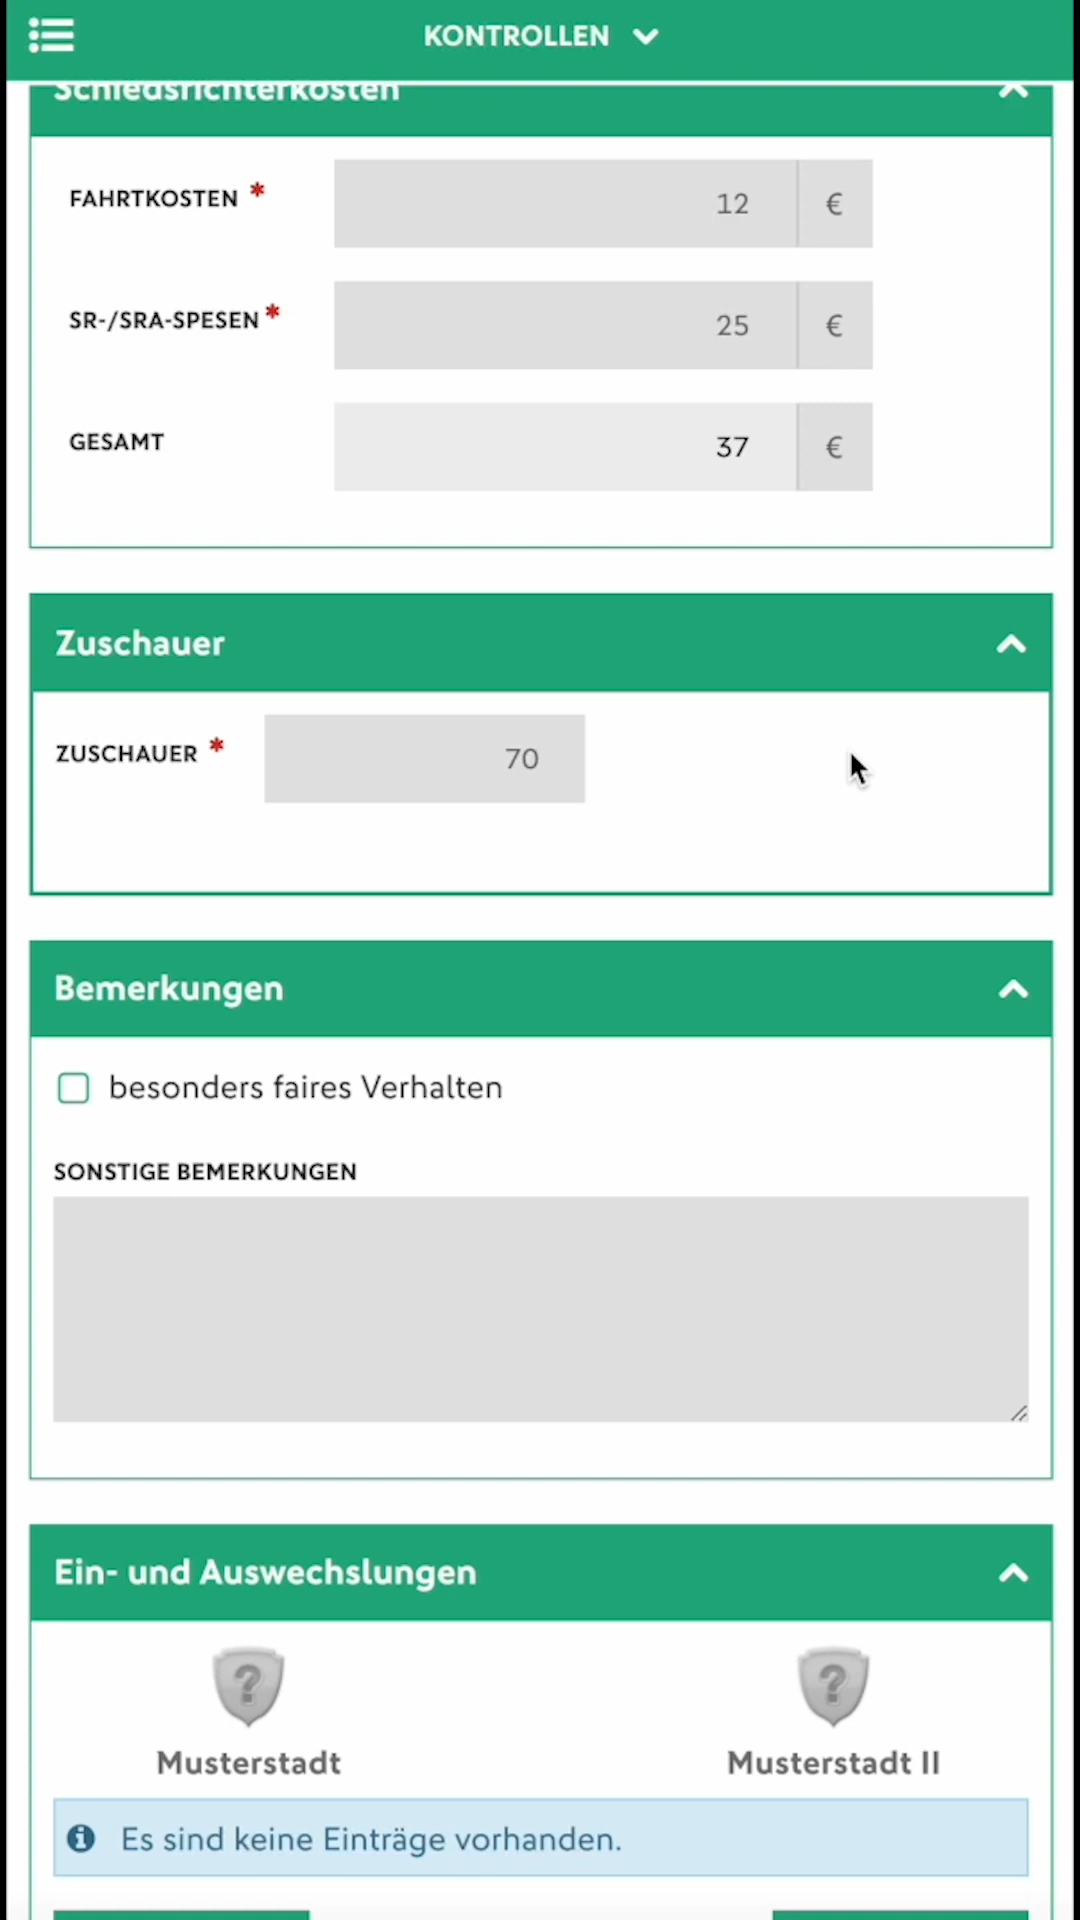 KONTROLLEN
Schiedsrichterkosten
FAHRTKOSTEN * 12 €
SR-/SRA-SPESEN * 25 €
GESAMT 37 €
Zuschauer
ZUSCHAUER * 70
Bemerkungen
besonders faires Verhalten
SONSTIGE BEMERKUNGEN
Ein- und Auswechslungen
? ?
Musterstadt Musterstadt II
Es sind keine Einträge vorhanden.